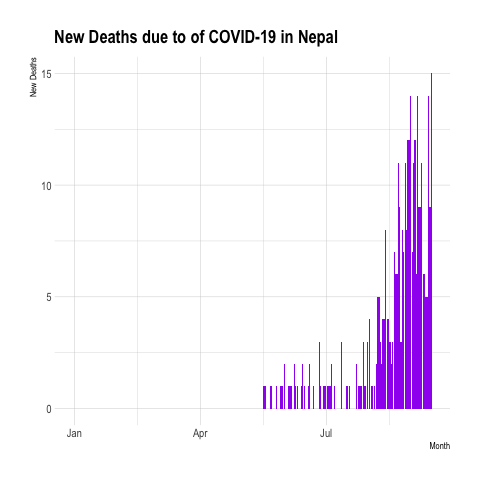 New Deaths due to of COVID-19 in Nepal
New Deaths
15
10
5
0
Jan Apr Jul
Month